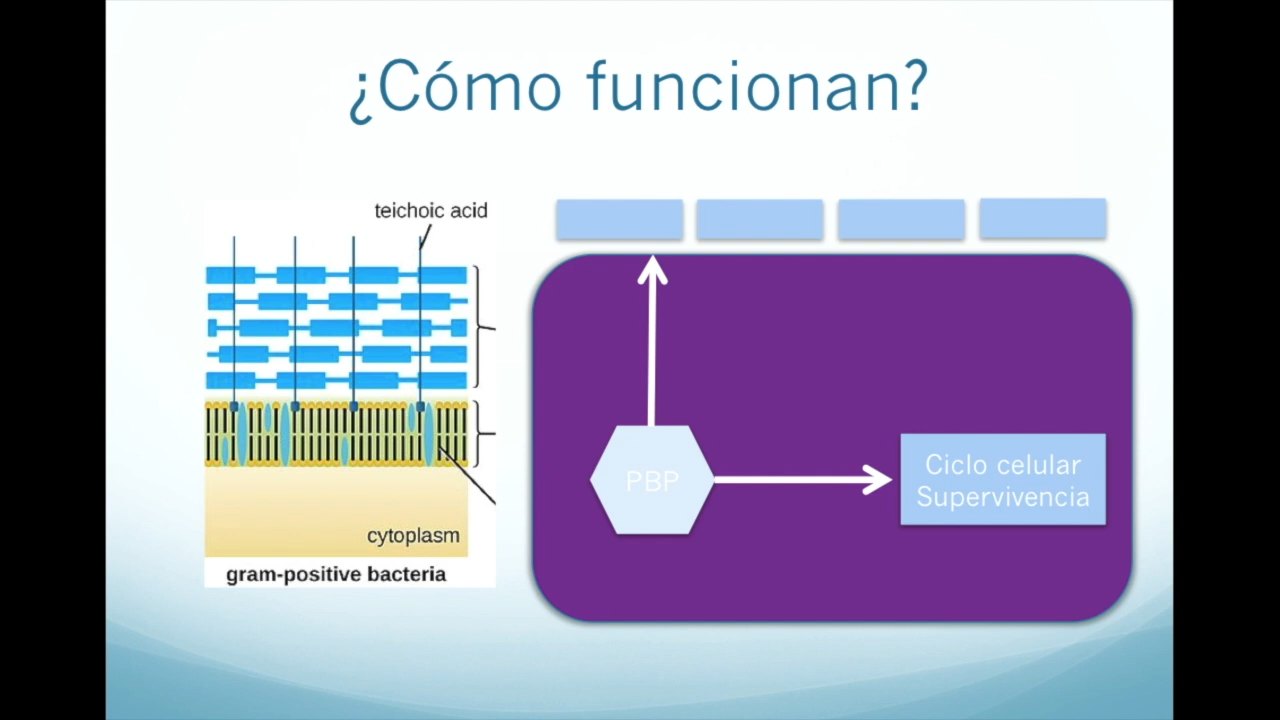 ¿Cómo funcionan?
teichoic acid
cytoplasm
gram-positive bacteria
PBP
Ciclo celular
Supervivencia